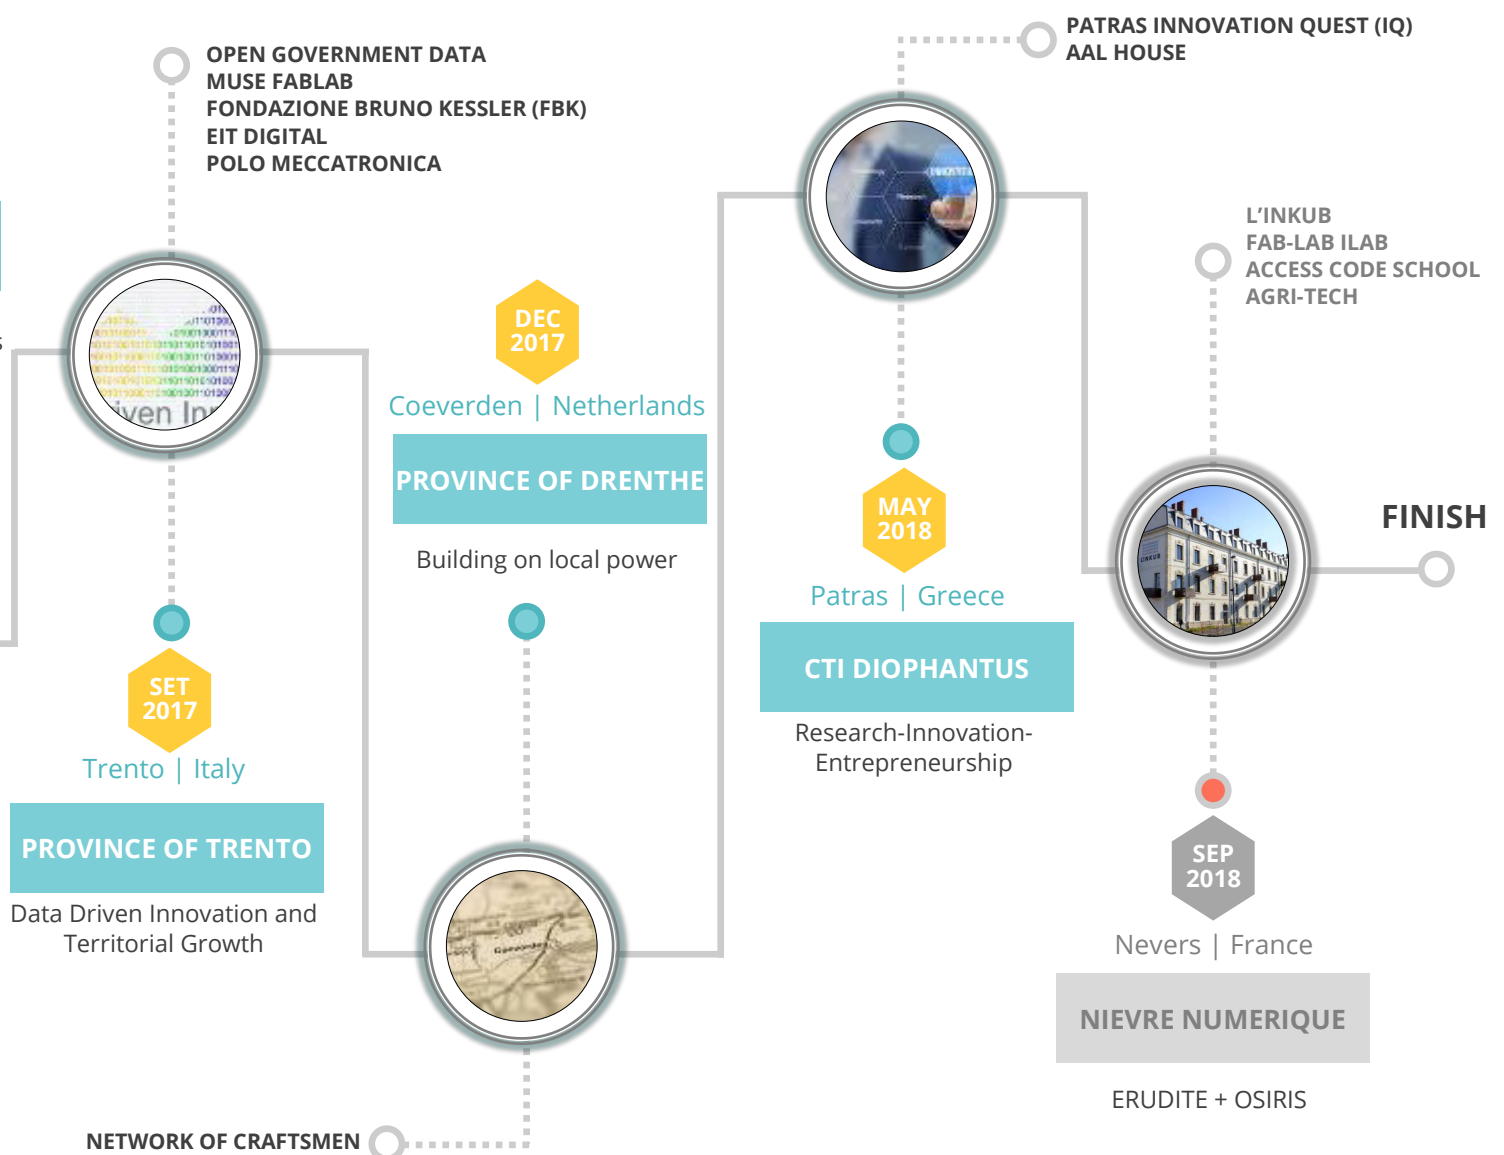 OPEN GOVERNMENT DATA
MUSE FABLAB
FONDAZIONE BRUNO KESSLER (FBK)
EIT DIGITAL
POLO MECCATRONICA
iven In
SET
2017
Trento | Italy
PROVINCE OF TRENTO
Data Driven Innovation and
Territorial Growth
DEC
2017
Coeverden | Netherlands
PROVINCE OF DRENTHE
Building on local power
NETWORK OF CRAFTSMEN
PATRAS INNOVATION QUEST (IQ)
AAL HOUSE
MAY
2018
Patras | Greece
CTI DIOPHANTUS
Research-Innovation-
Entrepreneurship
L’INKUB
FAB-LAB ILAB
ACCESS CODE SCHOOL
AGRI-TECH
L'INKUB
SEP
2018
Nevers | France
NIEVRE NUMERIQUE
ERUDITE + OSIRIS
FINISH